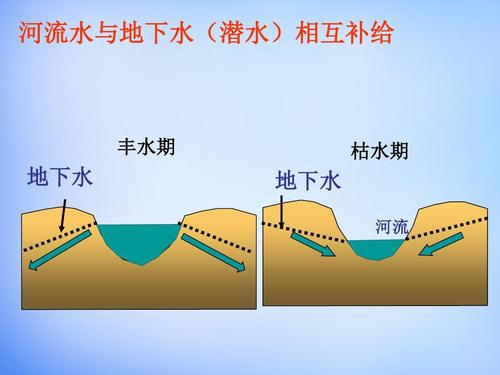 河流水与地下水（潜水）相互补给
丰水期
枯水期
地下水
地下水
河流